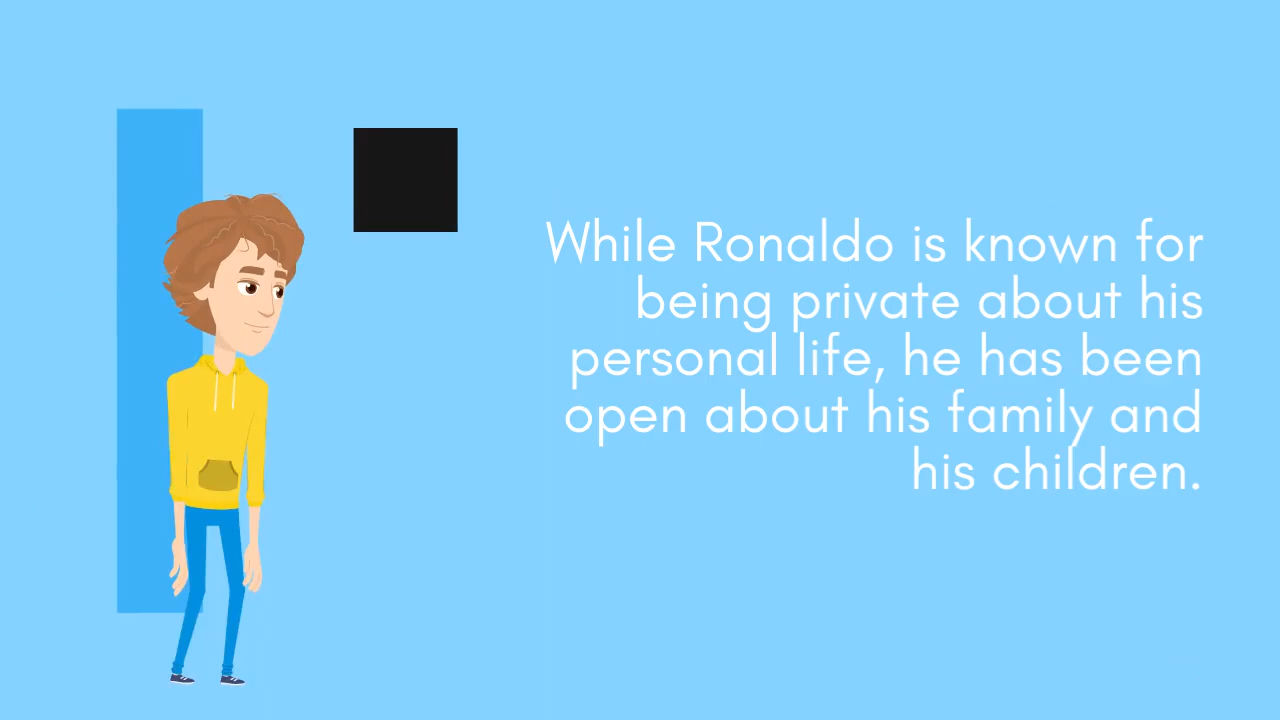 While Ronaldo is known for
being private about his
personal life, he has been
open about his family and
his children.